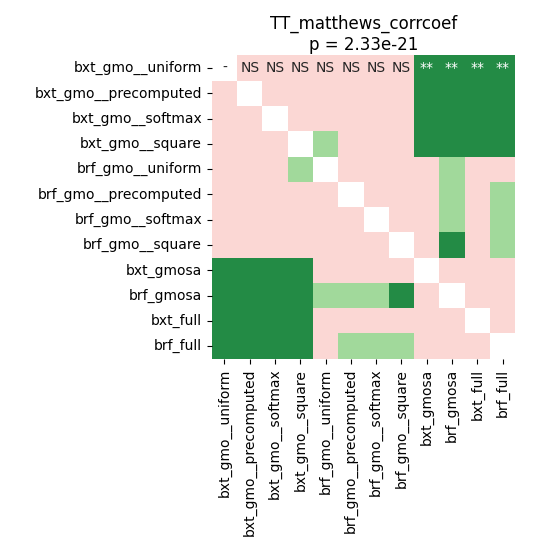 TT_matthews_corrcoef
p = 2.33e-21
bxt_gmo__uniform - NS NS NS NS NS NS NS ** ** ** **
bxt_gmo__precomputed
bxt_gmo__softmax
bxt_gmo__square
brf_gmo__uniform
brf_gmo__precomputed
brf_gmo__softmax
brf_gmo__square
bxt_gmosa
brf_gmosa
bxt_full
brf_full
bxt_gmo__uniform
bxt_gmo__precomputed
bxt_gmo__softmax
bxt_gmo__square
brf_gmo__uniform
brf_gmo__precomputed
brf_gmo__softmax
brf_gmo__square
bxt_gmosa
brf_gmosa
bxt_full
brf_full